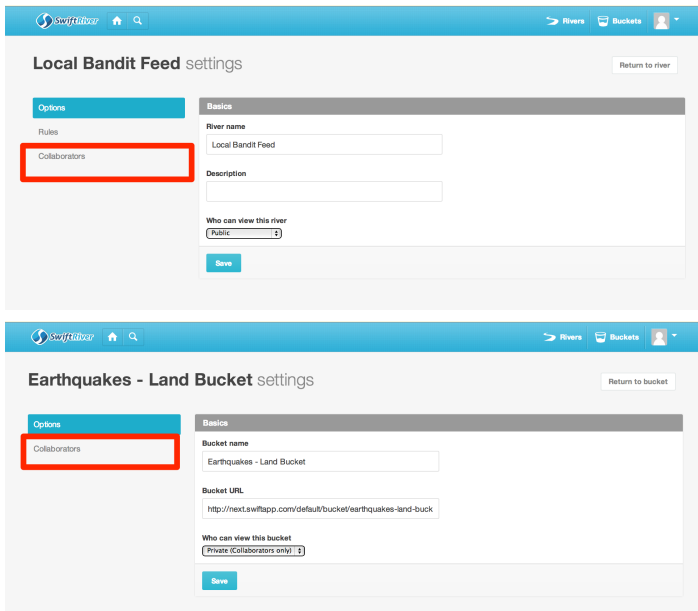 SwiftRiver Rivers Buckets
Local Bandit Feed settings
Return to river
Options
Rules
Collaborators
Basics
River name
Local Bandit Feed
Description
Who can view this river
Public
Save
SwiftRiver Rivers Buckets
Earthquakes - Land Bucket settings
Return to bucket
Options
Collaborators
Basics
Bucket name
Earthquakes - Land Bucket
Bucket URL
http://next.swiftapp.com/default/bucket/earthquakes-land-buck
Who can view this bucket
Private (Collaborators only)
Save